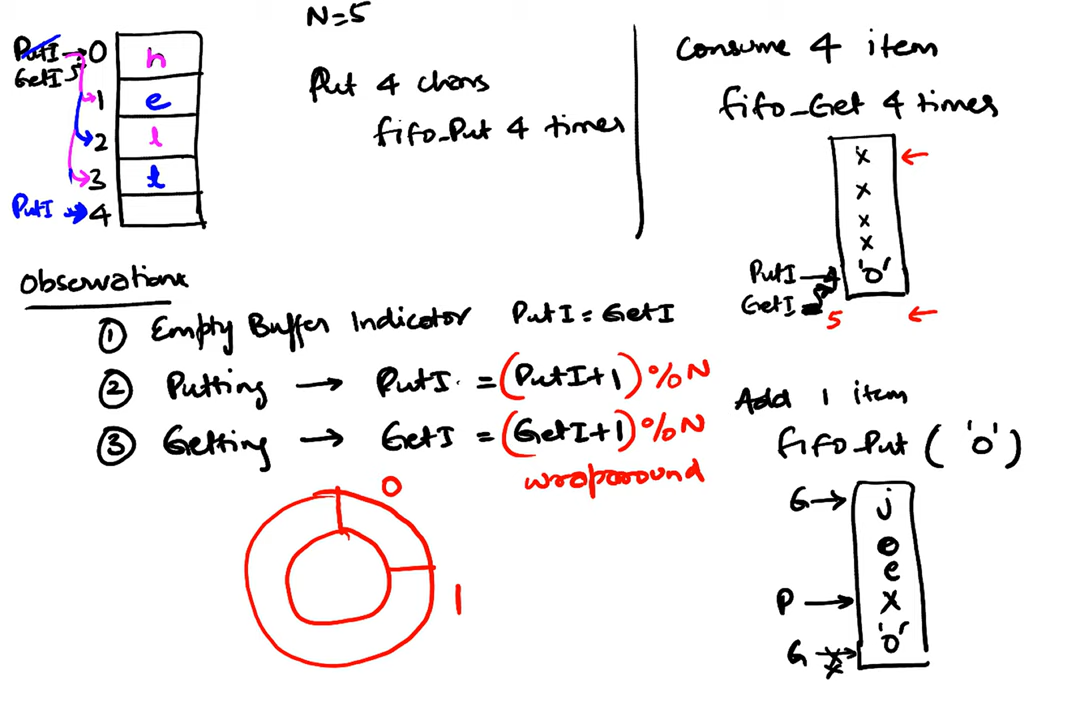 N=5
PutI → 0 h
GetI
1 e
2 l
3 l
PutI → 4
Put 4 chars
fifo_Put 4 times
Consume 4 item
fifo_Get 4 times
x
x
x
x
PutI → 4 'o'
GetI
5
Observations
① Empty Buffer Indicator PutI = GetI
② Putting → PutI = (PutI+1) % N
③ Getting → GetI = (GetI+1) % N
wraparound
0
1
Add 1 item
fifo_Put ( 'o' )
G → j
o
e
P → X
G → 'o'